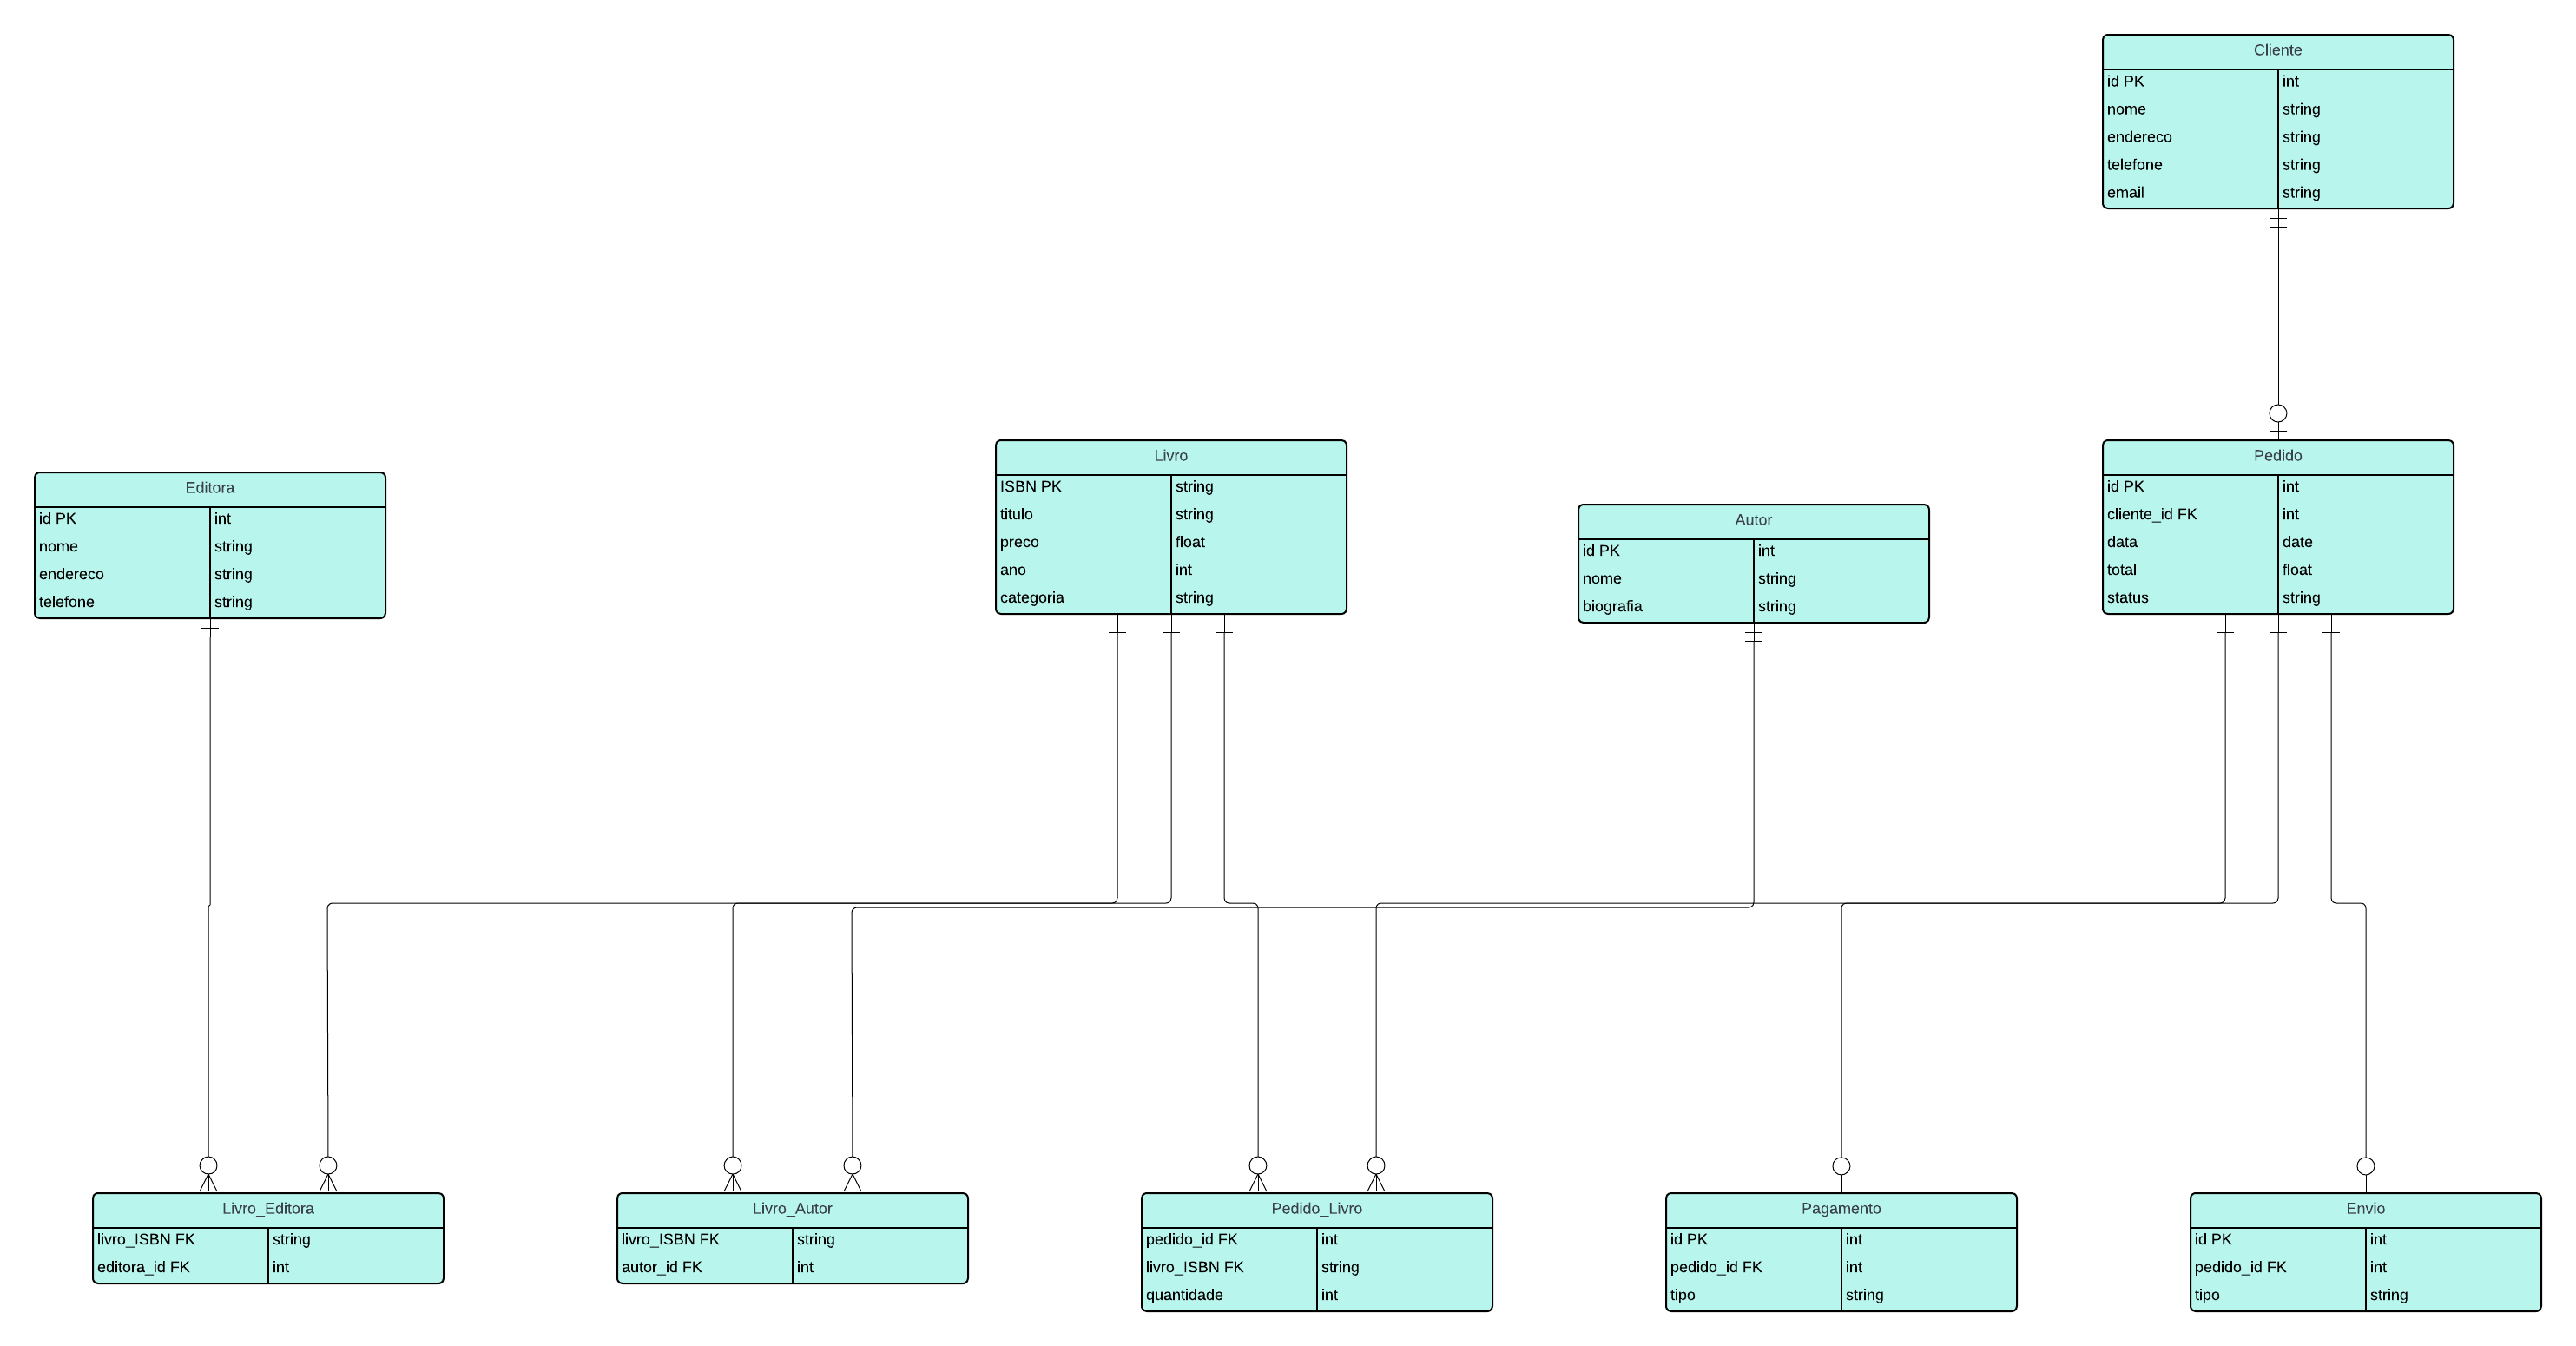 Cliente
id PK int
nome string
endereco string
telefone string
email string
Editora
id PK int
nome string
endereco string
telefone string
Livro
ISBN PK string
titulo string
preco float
ano int
categoria string
Autor
id PK int
nome string
biografia string
Pedido
id PK int
cliente_id FK int
data date
total float
status string
Livro_Editora
livro_ISBN FK string
editora_id FK int
Livro_Autor
livro_ISBN FK string
autor_id FK int
Pedido_Livro
pedido_id FK int
livro_ISBN FK string
quantidade int
Pagamento
id PK int
pedido_id FK int
tipo string
Envio
id PK int
pedido_id FK int
tipo string